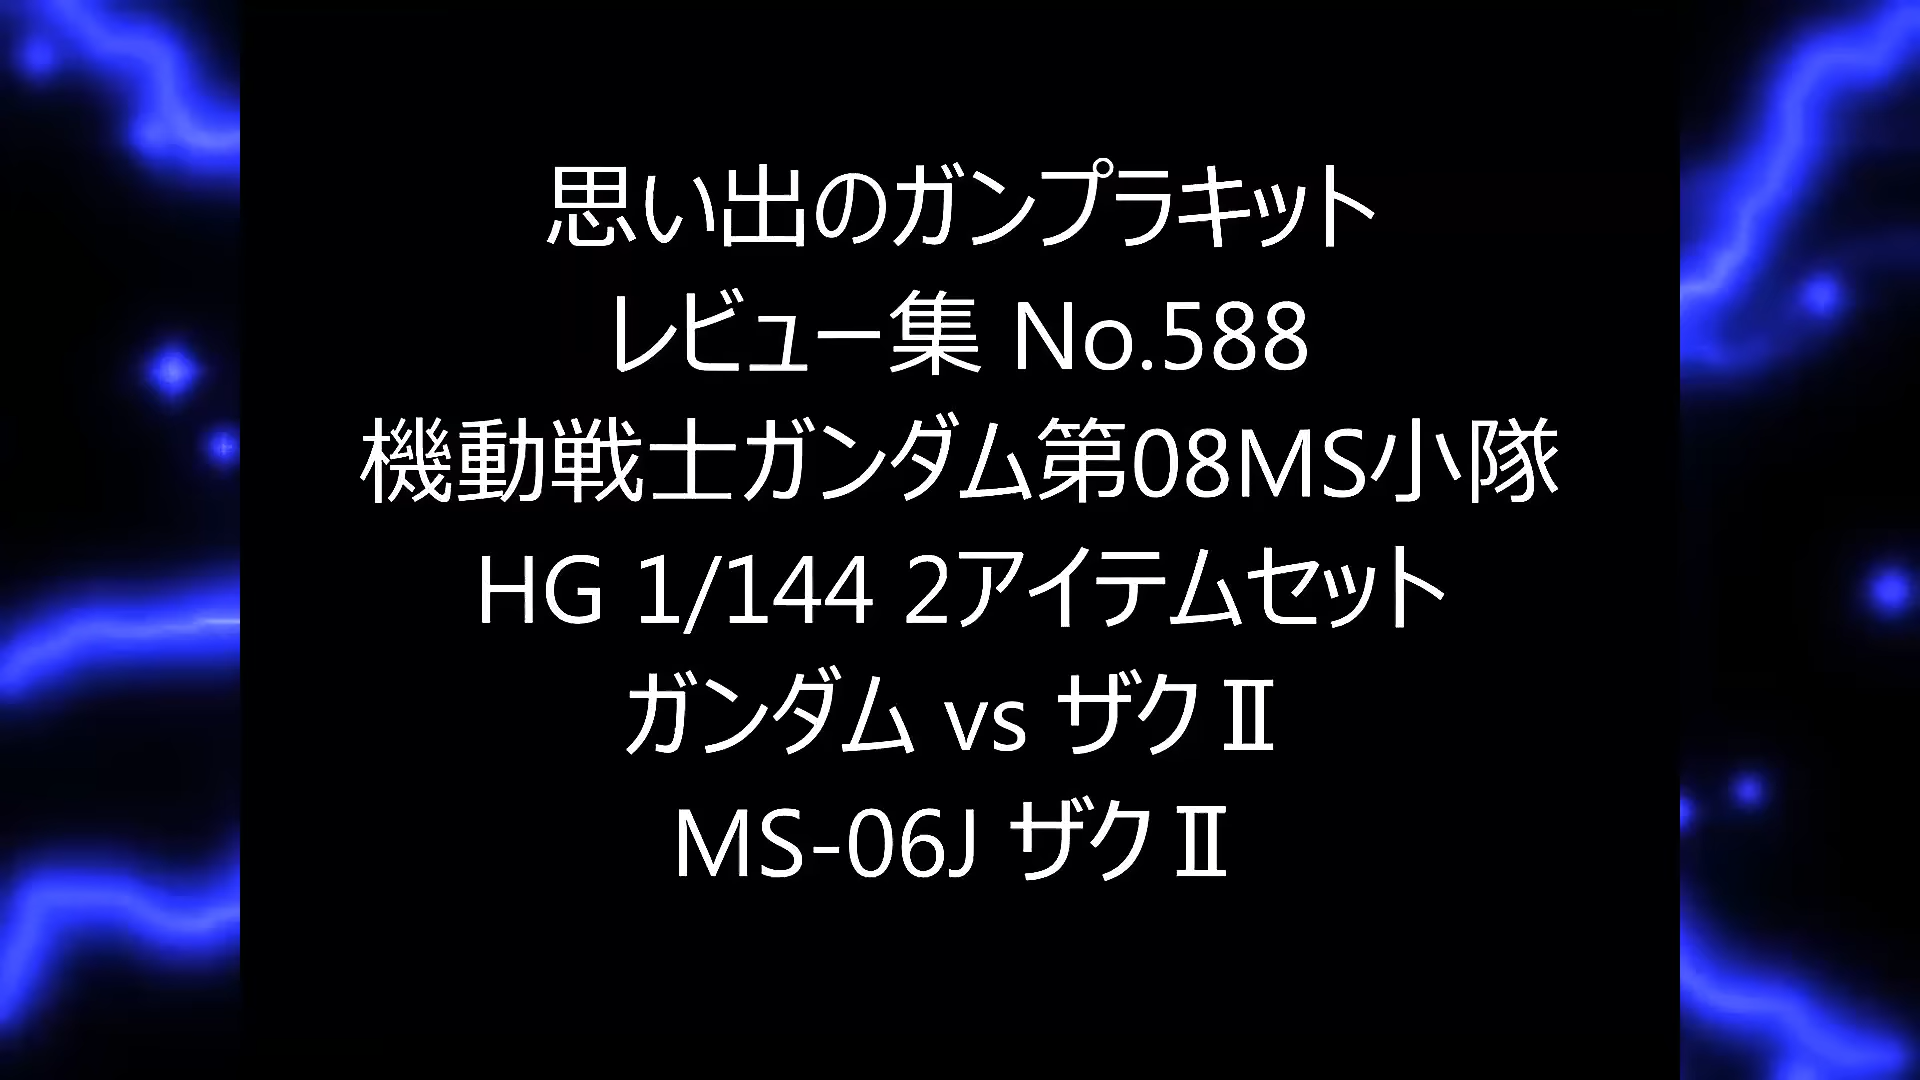 思い出のガンプラキット
レビュー集 No.588
機動戦士ガンダム第08MS小隊
HG 1/144 2アイテムセット
ガンダム vs ザクⅡ
MS-06J ザクⅡ